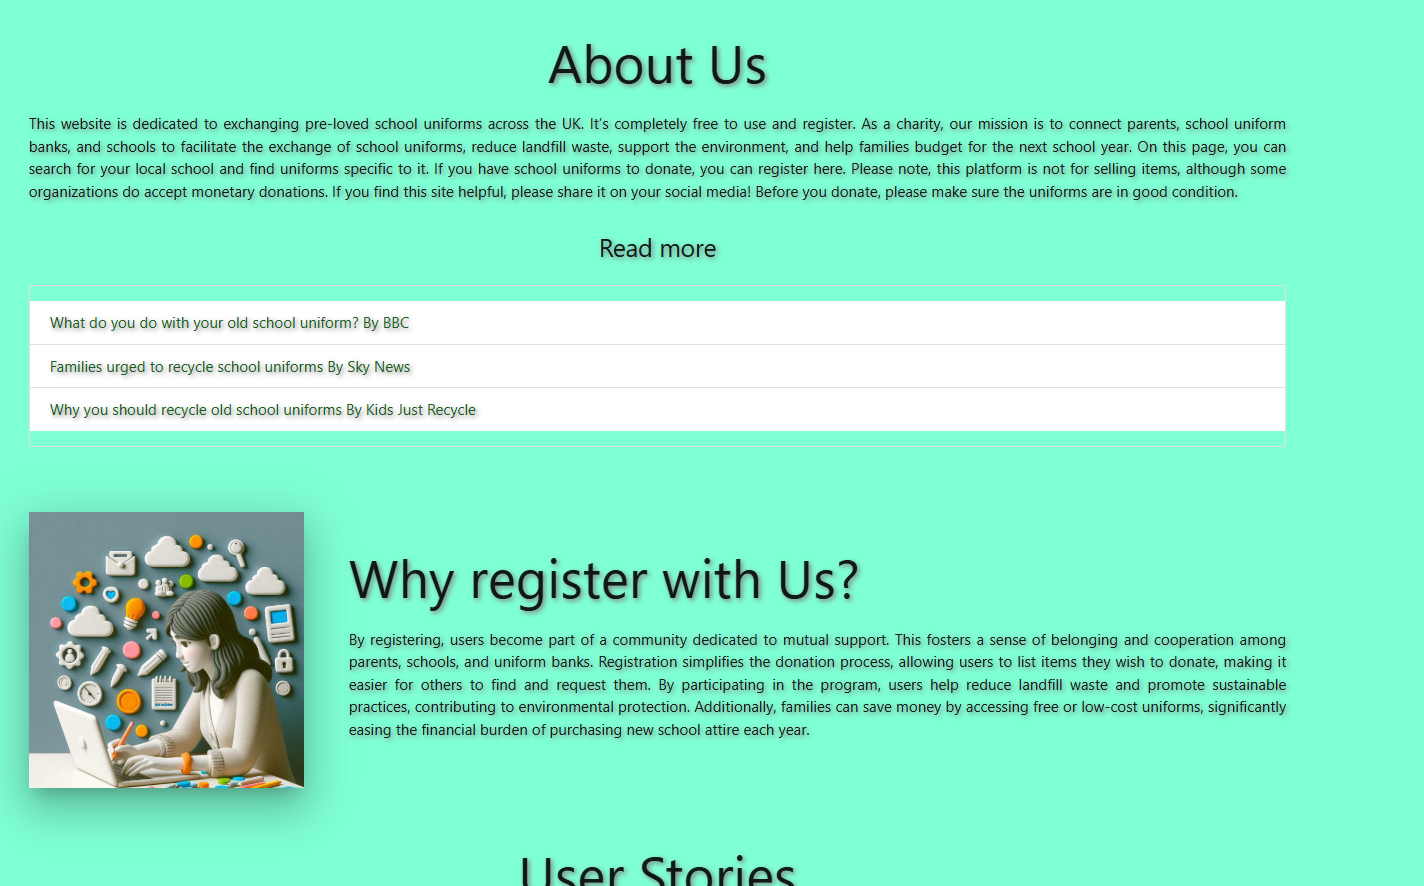 About Us
This website is dedicated to exchanging pre-loved school uniforms across the UK. It's completely free to use and register. As a charity, our mission is to connect parents, school uniform
banks, and schools to facilitate the exchange of school uniforms, reduce landfill waste, support the environment, and help families budget for the next school year. On this page, you can
search for your local school and find uniforms specific to it. If you have school uniforms to donate, you can register here. Please note, this platform is not for selling items, although some
organizations do accept monetary donations. If you find this site helpful, please share it on your social media! Before you donate, please make sure the uniforms are in good condition.
Read more
What do you do with your old school uniform? By BBC
Families urged to recycle school uniforms By Sky News
Why you should recycle old school uniforms By Kids Just Recycle
Why register with Us?
By registering, users become part of a community dedicated to mutual support. This fosters a sense of belonging and cooperation among
parents, schools, and uniform banks. Registration simplifies the donation process, allowing users to list items they wish to donate, making it
easier for others to find and request them. By participating in the program, users help reduce landfill waste and promote sustainable
practices, contributing to environmental protection. Additionally, families can save money by accessing free or low-cost uniforms, significantly
easing the financial burden of purchasing new school attire each year.
User Stories